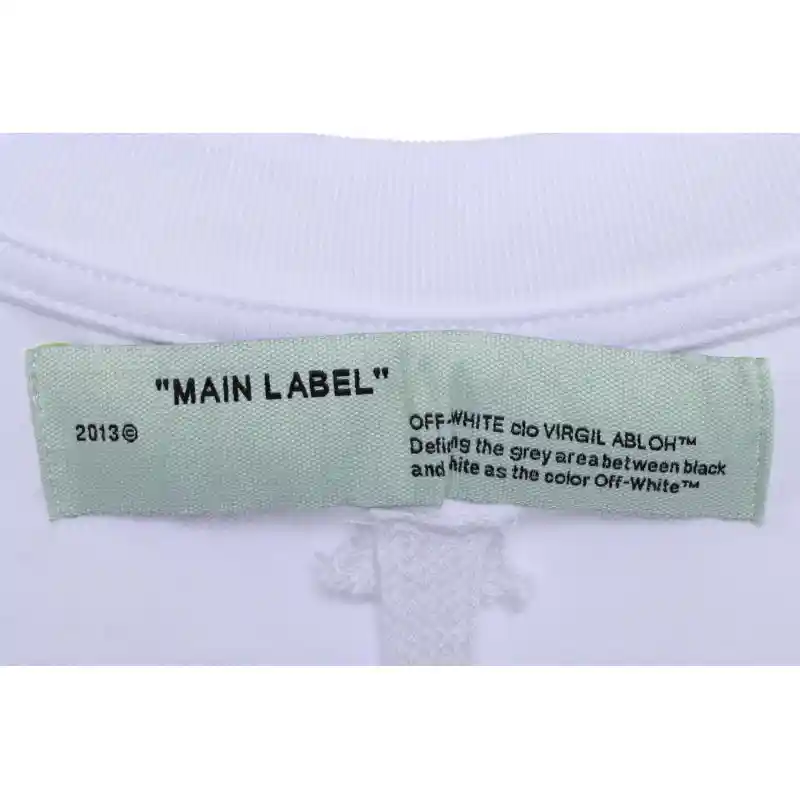 "MAIN LABEL"
2013©
OFF-WHITE c/o VIRGIL ABLOH™
Defining the grey area between black
and hite as the color Off-White™